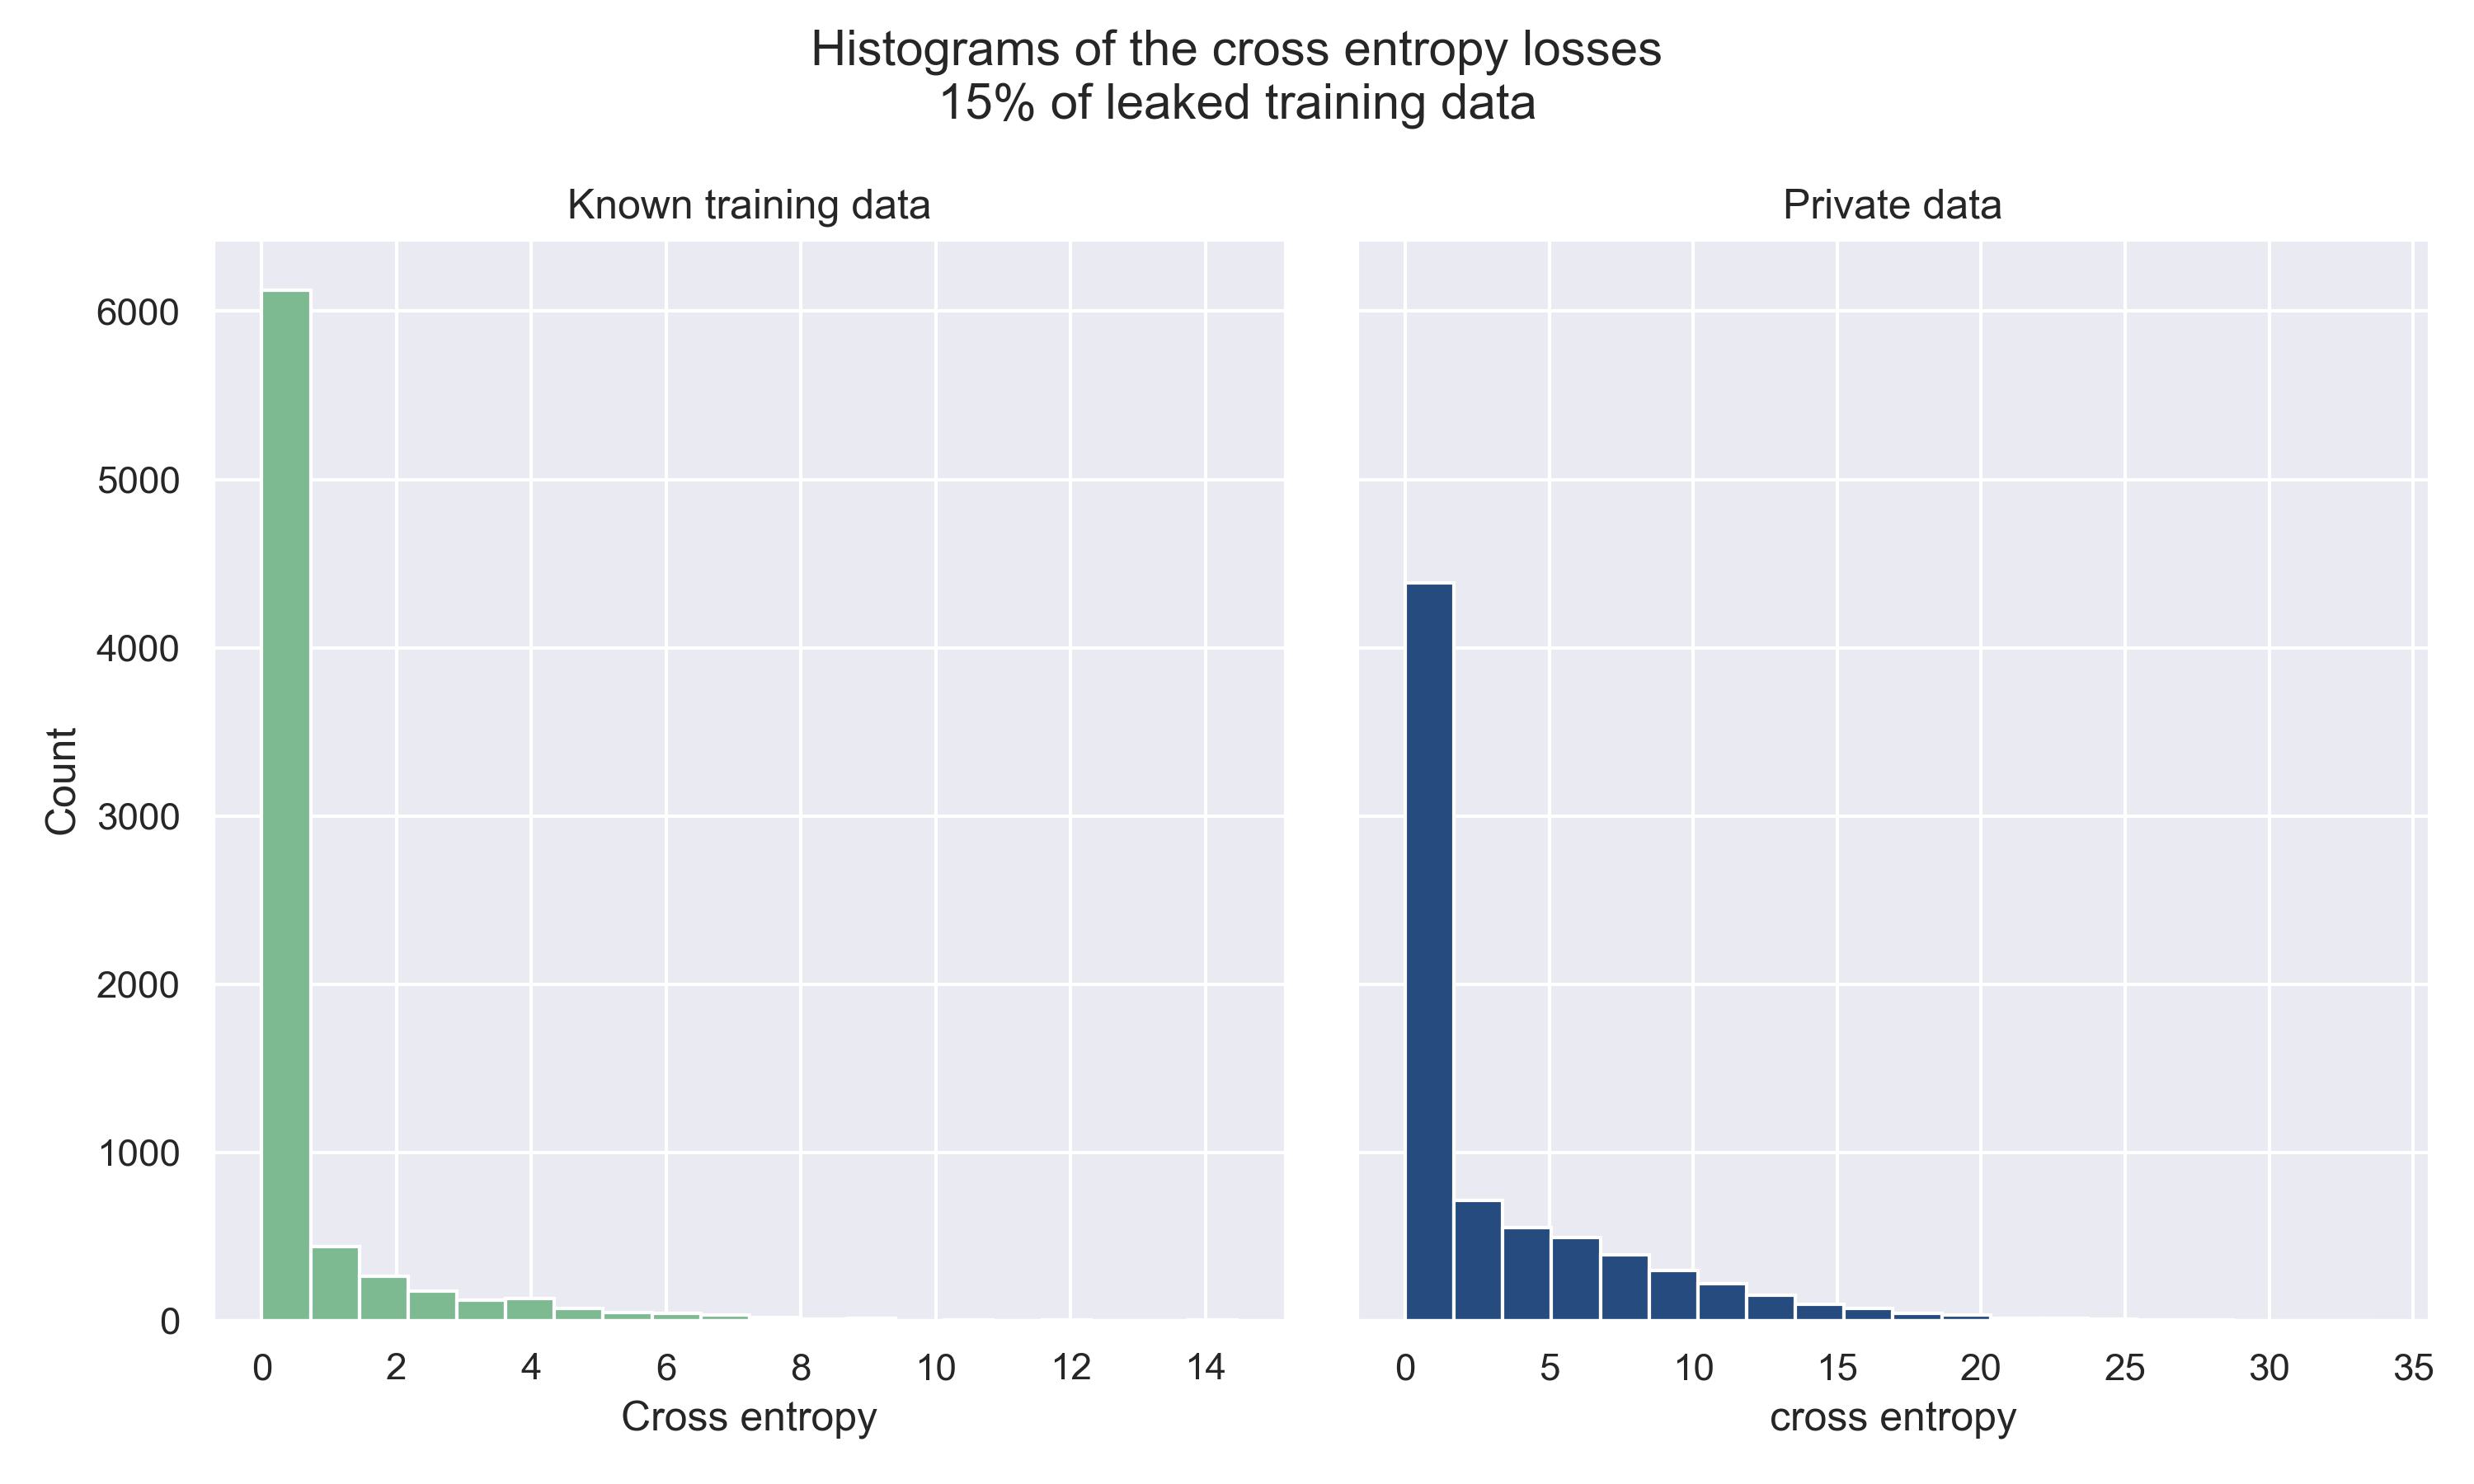 Histograms of the cross entropy losses
15% of leaked training data
Known training data
Private data
Count
6000
5000
4000
3000
2000
1000
0
0 2 4 6 8 10 12 14
Cross entropy
0 5 10 15 20 25 30 35
cross entropy